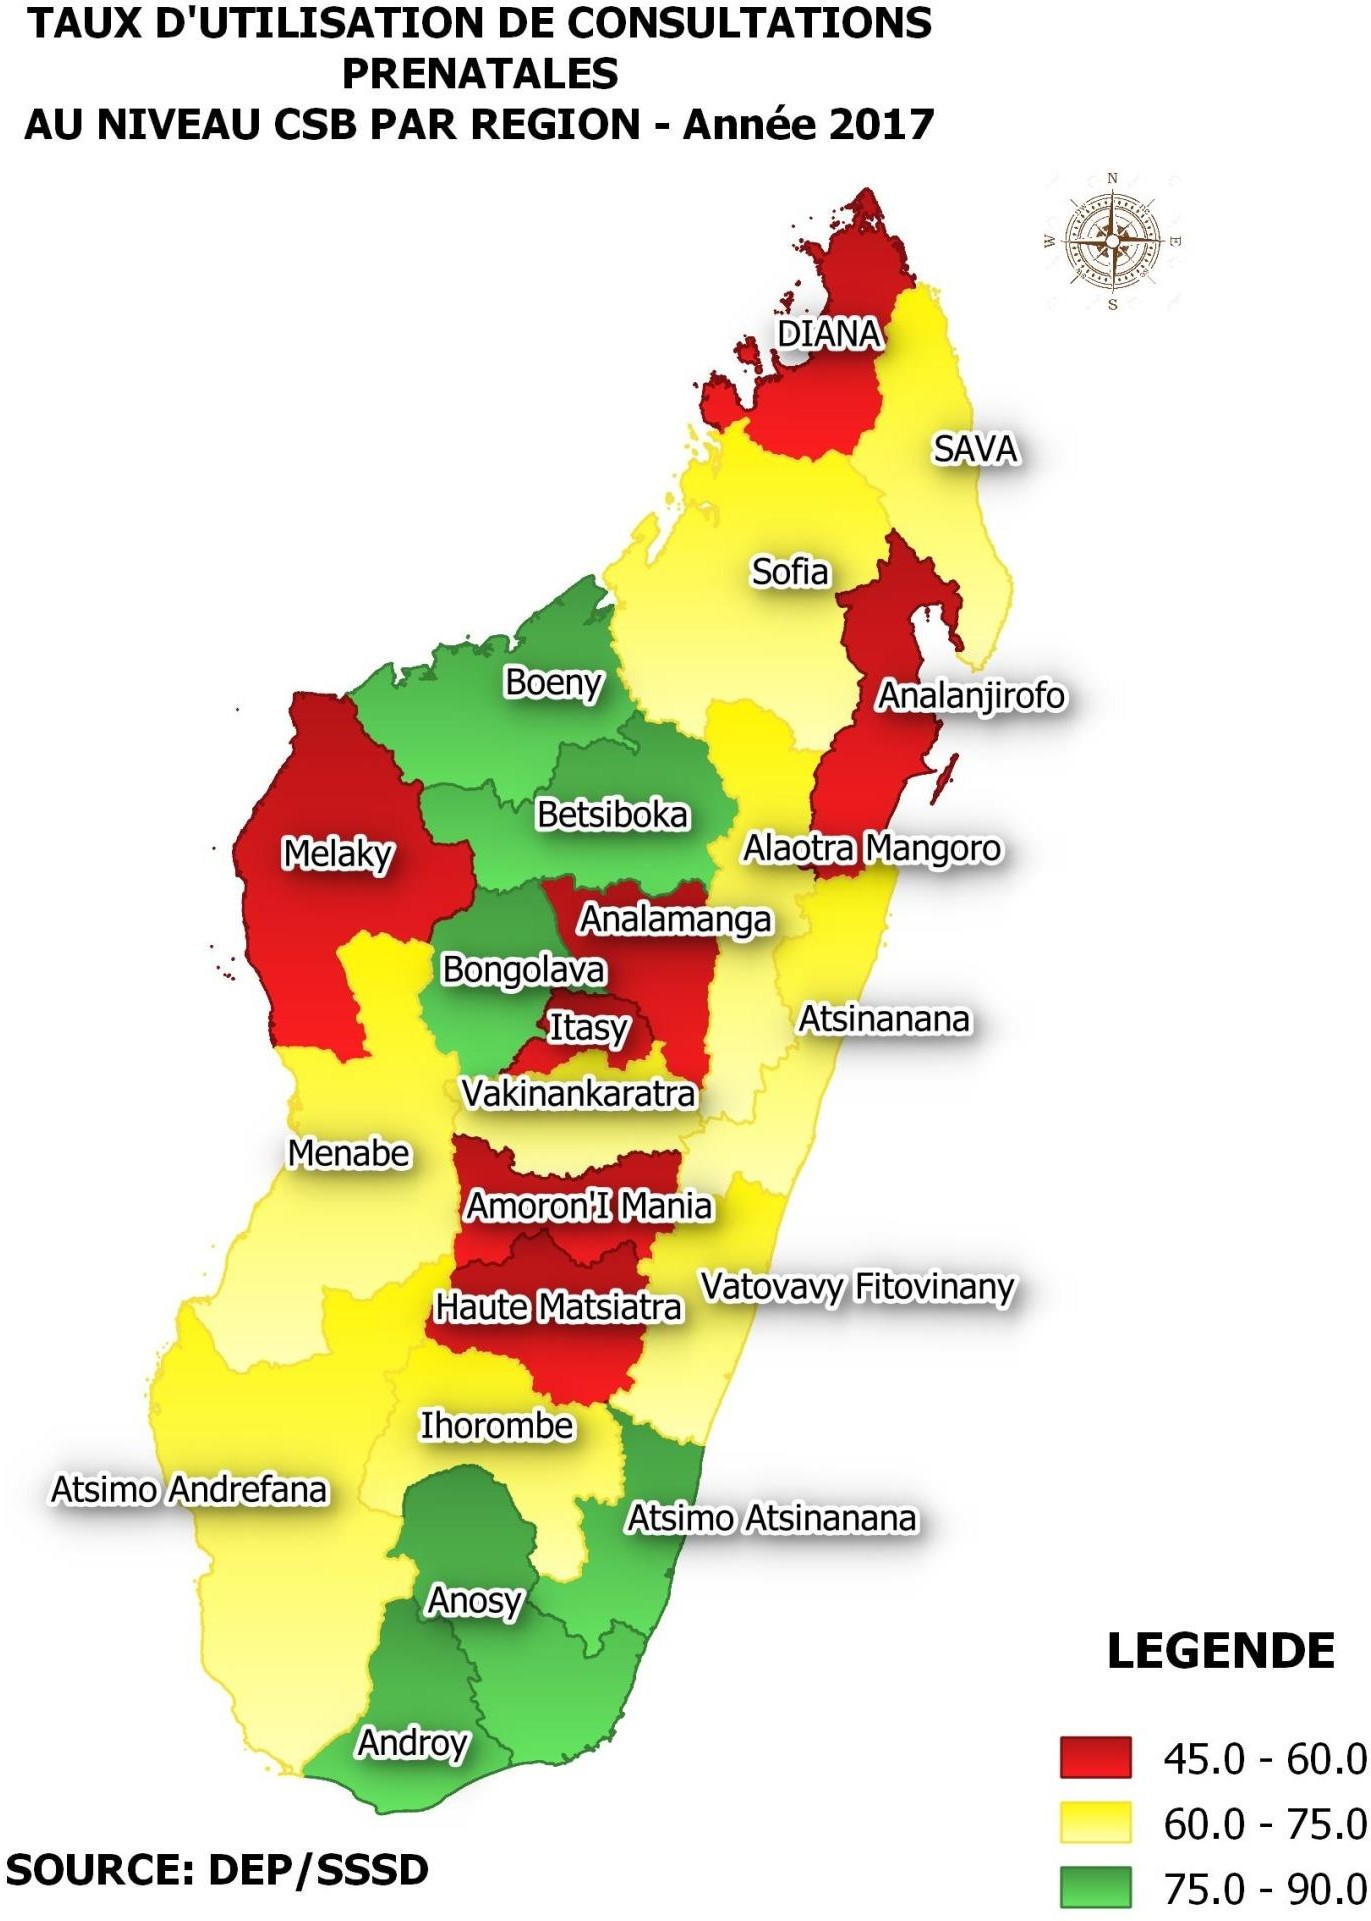 TAUX D'UTILISATION DE CONSULTATIONS
PRENATALES
AU NIVEAU CSB PAR REGION - Année 2017
N
W
E
S
DIANA
SAVA
Sofia
Boeny
Analanjirofo
Betsiboka
Melaky
Alaotra Mangoro
Analamanga
Bongolava
Itasy
Atsinanana
Vakinankaratra
Menabe
Amoron'I Mania
Vatovavy Fitovinany
Haute Matsiatra
Ihorombe
Atsimo Andrefana
Atsimo Atsinanana
Anosy
Androy
LEGENDE
45.0 - 60.0
60.0 - 75.0
75.0 - 90.0
SOURCE: DEP/SSSD